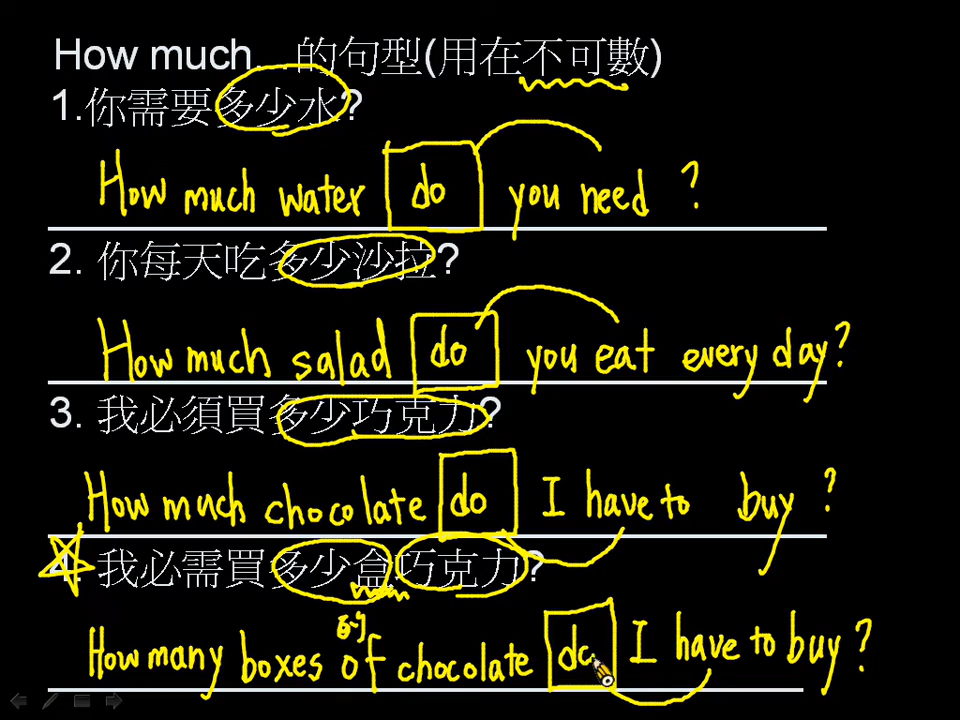 How much…的句型(用在不可數)
1.你需要多少水?
How much water do you need ?
2. 你每天吃多少沙拉?
How much salad do you eat every day?
3. 我必須買多少巧克力?
How much chocolate do I have to buy ?
4. 我必需買多少盒巧克力?
How many boxes of chocolate do I have to buy?